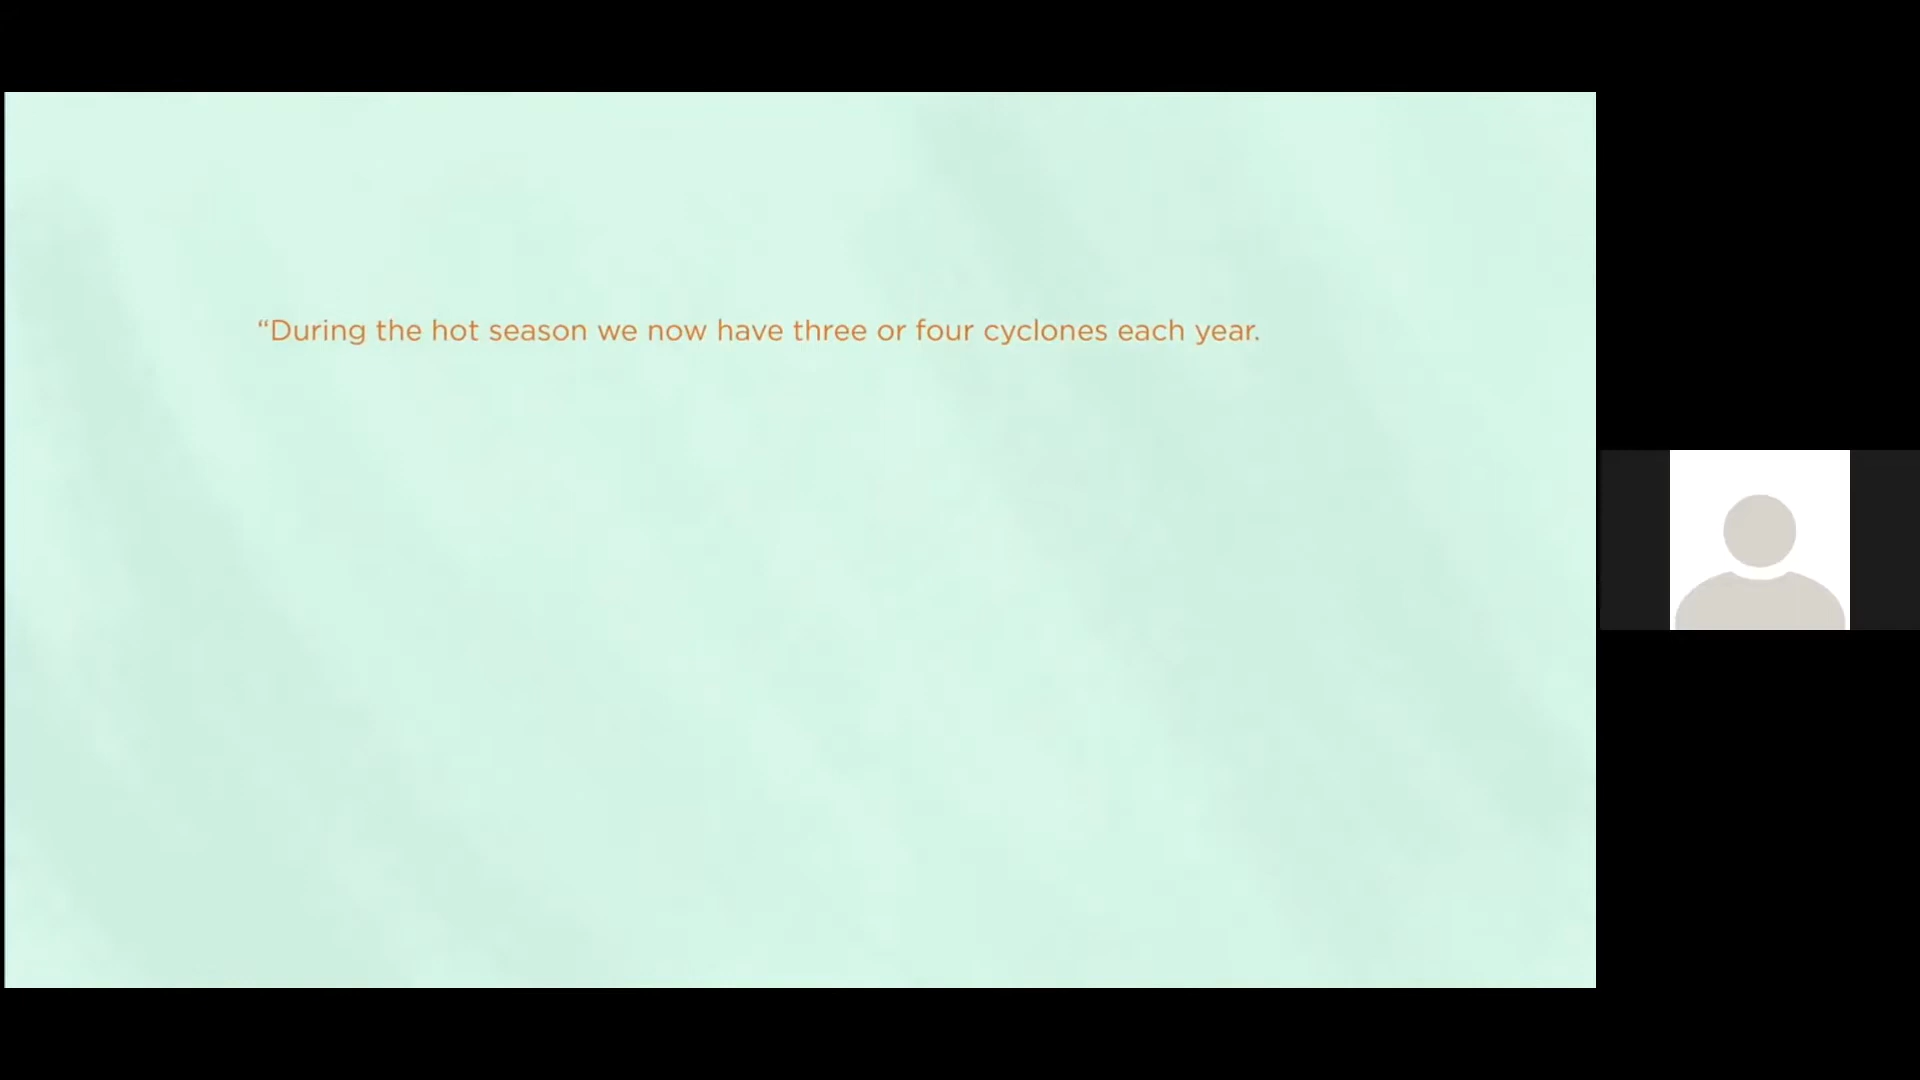 “During the hot season we now have three or four cyclones each year.